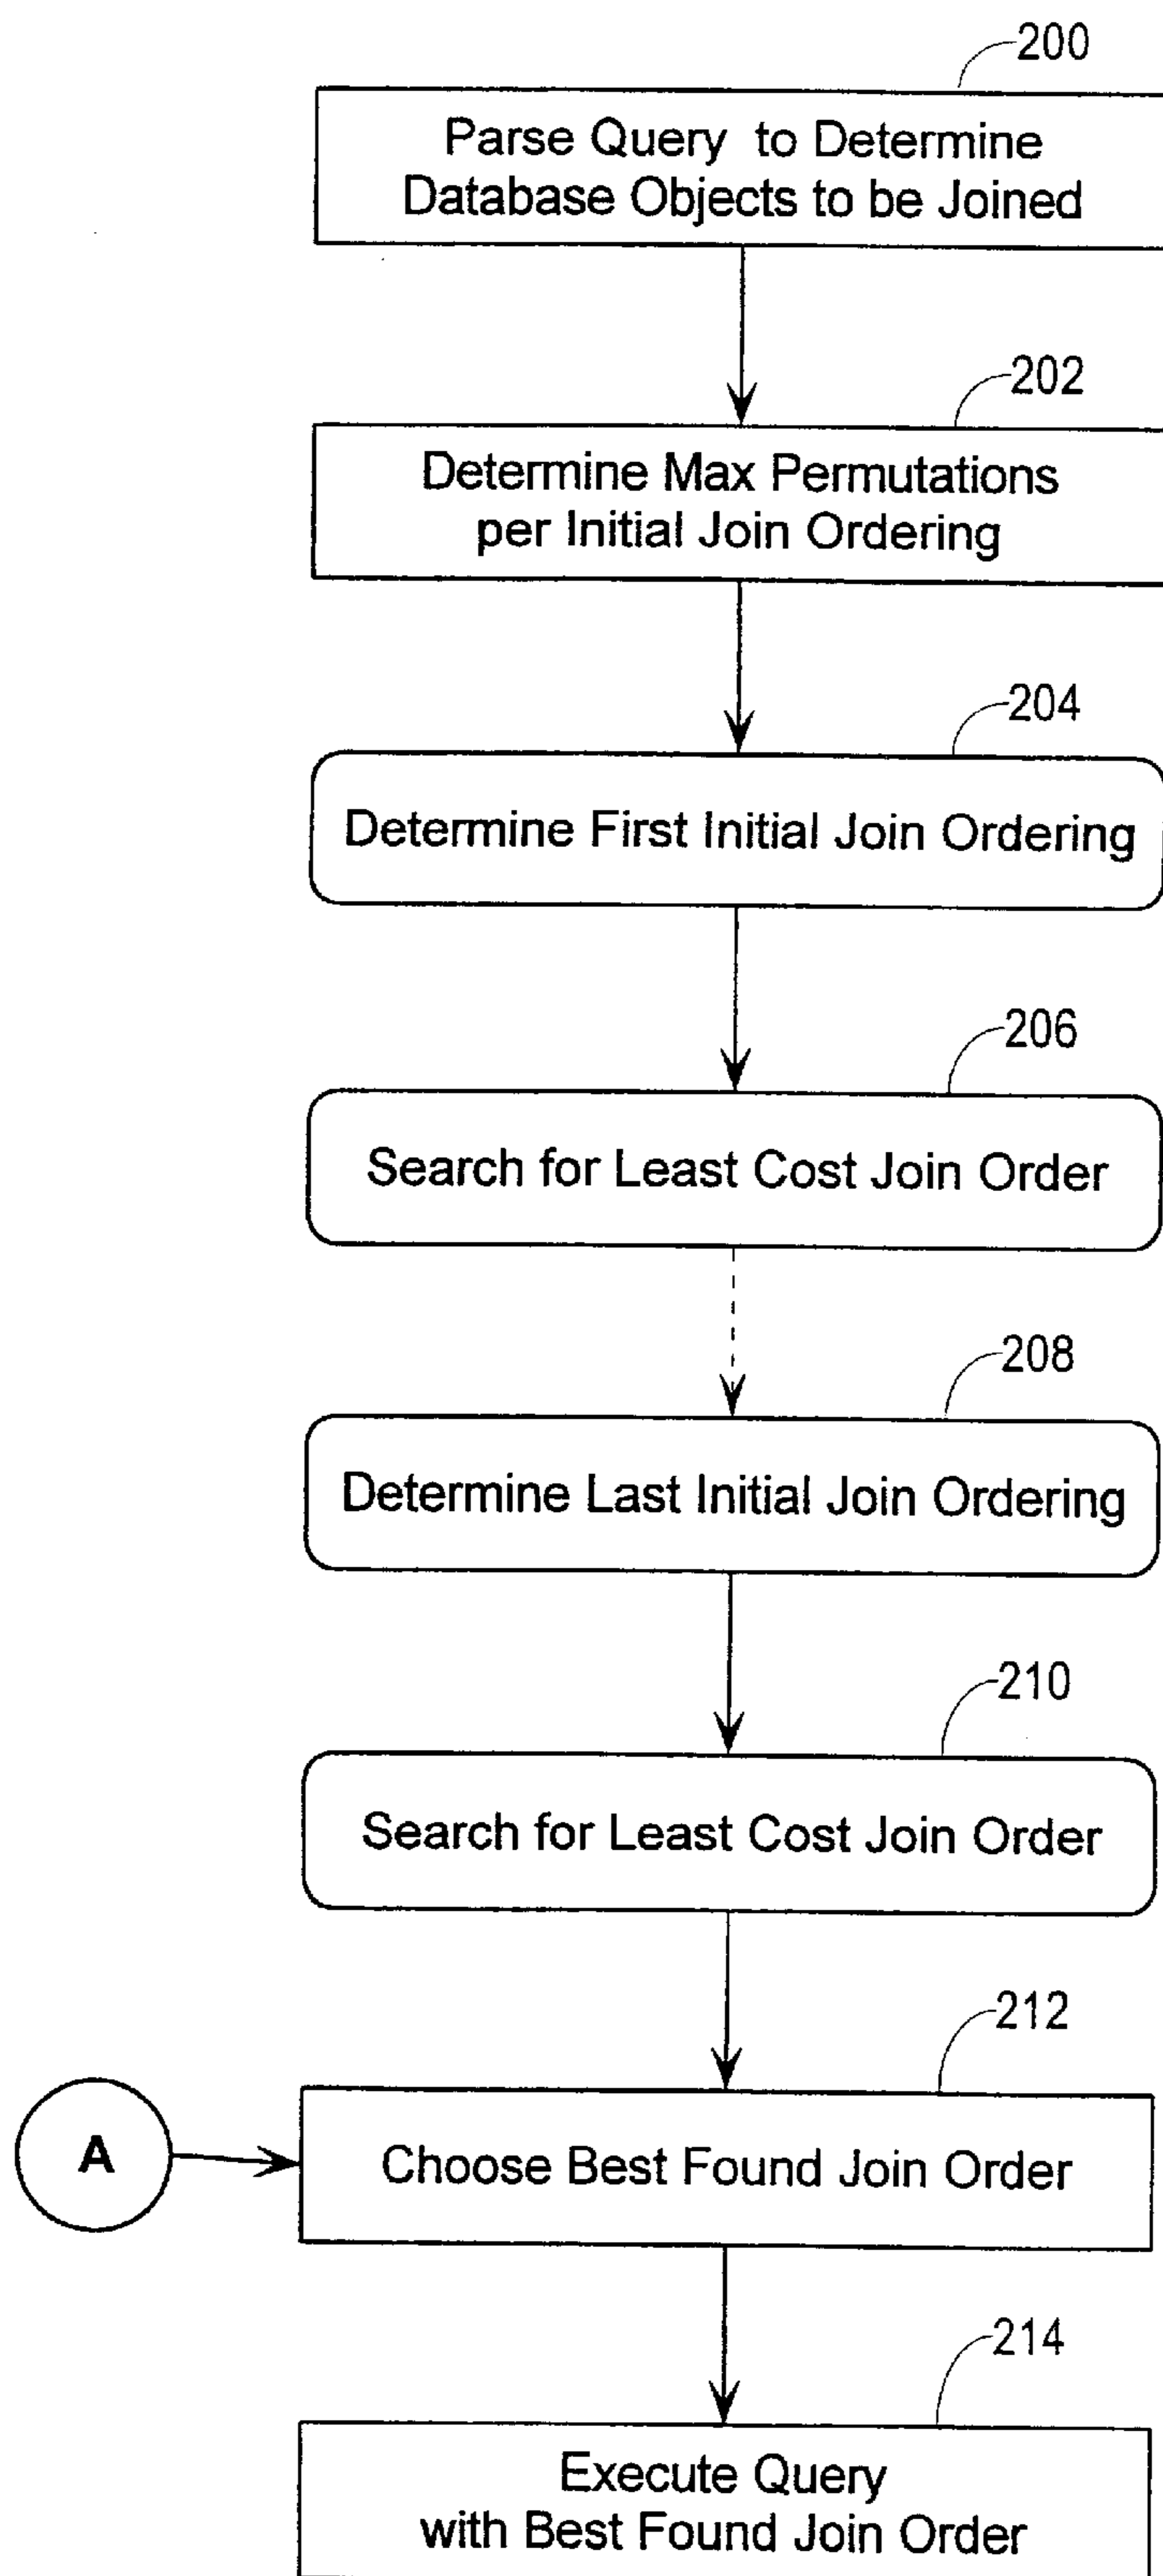 200
Parse Query to Determine
Database Objects to be Joined
202
Determine Max Permutations
per Initial Join Ordering
204
Determine First Initial Join Ordering
206
Search for Least Cost Join Order
208
Determine Last Initial Join Ordering
210
Search for Least Cost Join Order
212
A
Choose Best Found Join Order
214
Execute Query
with Best Found Join Order